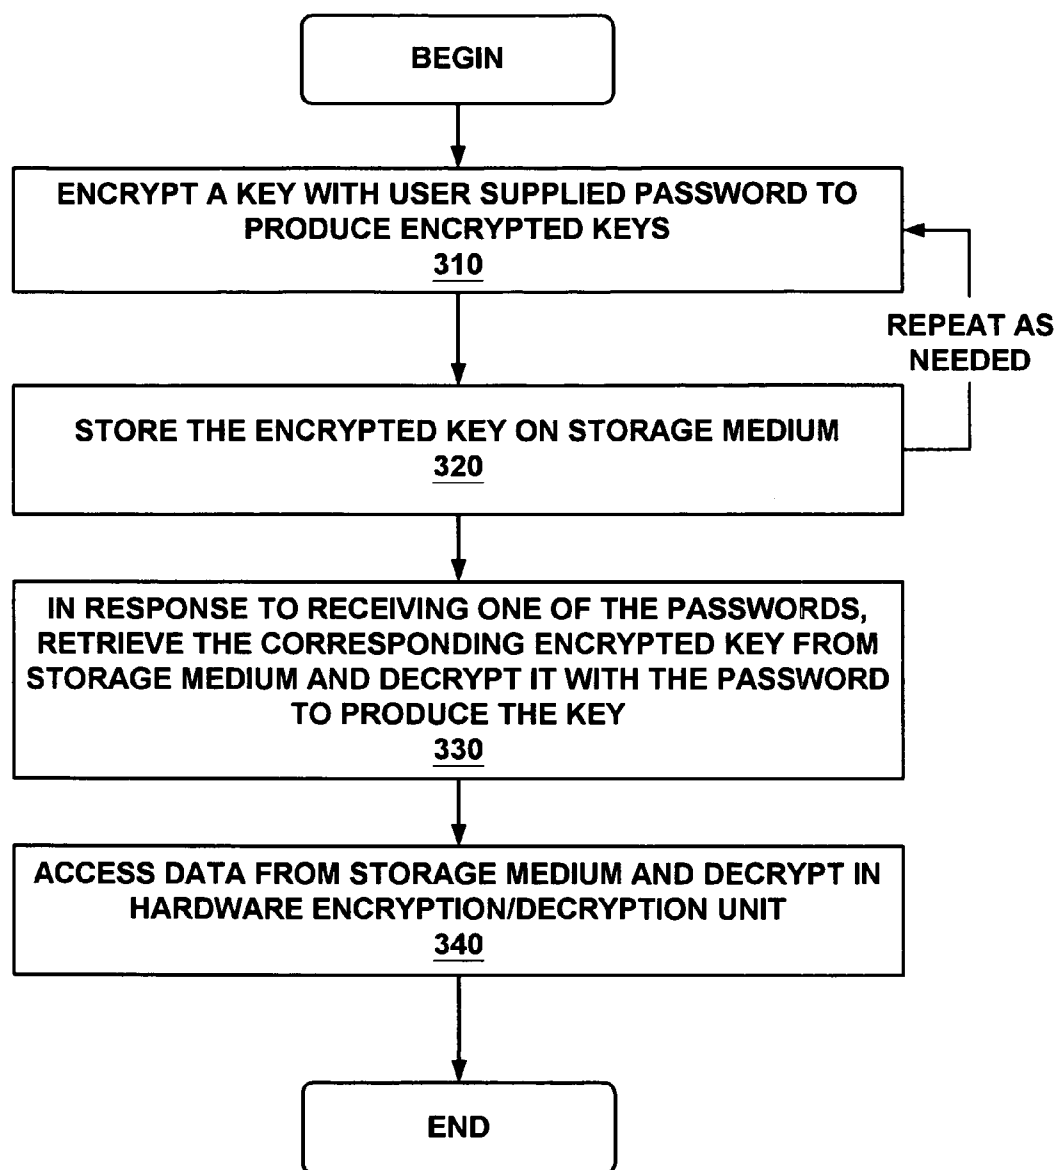 BEGIN
ENCRYPT A KEY WITH USER SUPPLIED PASSWORD TO
PRODUCE ENCRYPTED KEYS
310
REPEAT AS
NEEDED
STORE THE ENCRYPTED KEY ON STORAGE MEDIUM
320
IN RESPONSE TO RECEIVING ONE OF THE PASSWORDS,
RETRIEVE THE CORRESPONDING ENCRYPTED KEY FROM
STORAGE MEDIUM AND DECRYPT IT WITH THE PASSWORD
TO PRODUCE THE KEY
330
ACCESS DATA FROM STORAGE MEDIUM AND DECRYPT IN
HARDWARE ENCRYPTION/DECRYPTION UNIT
340
END